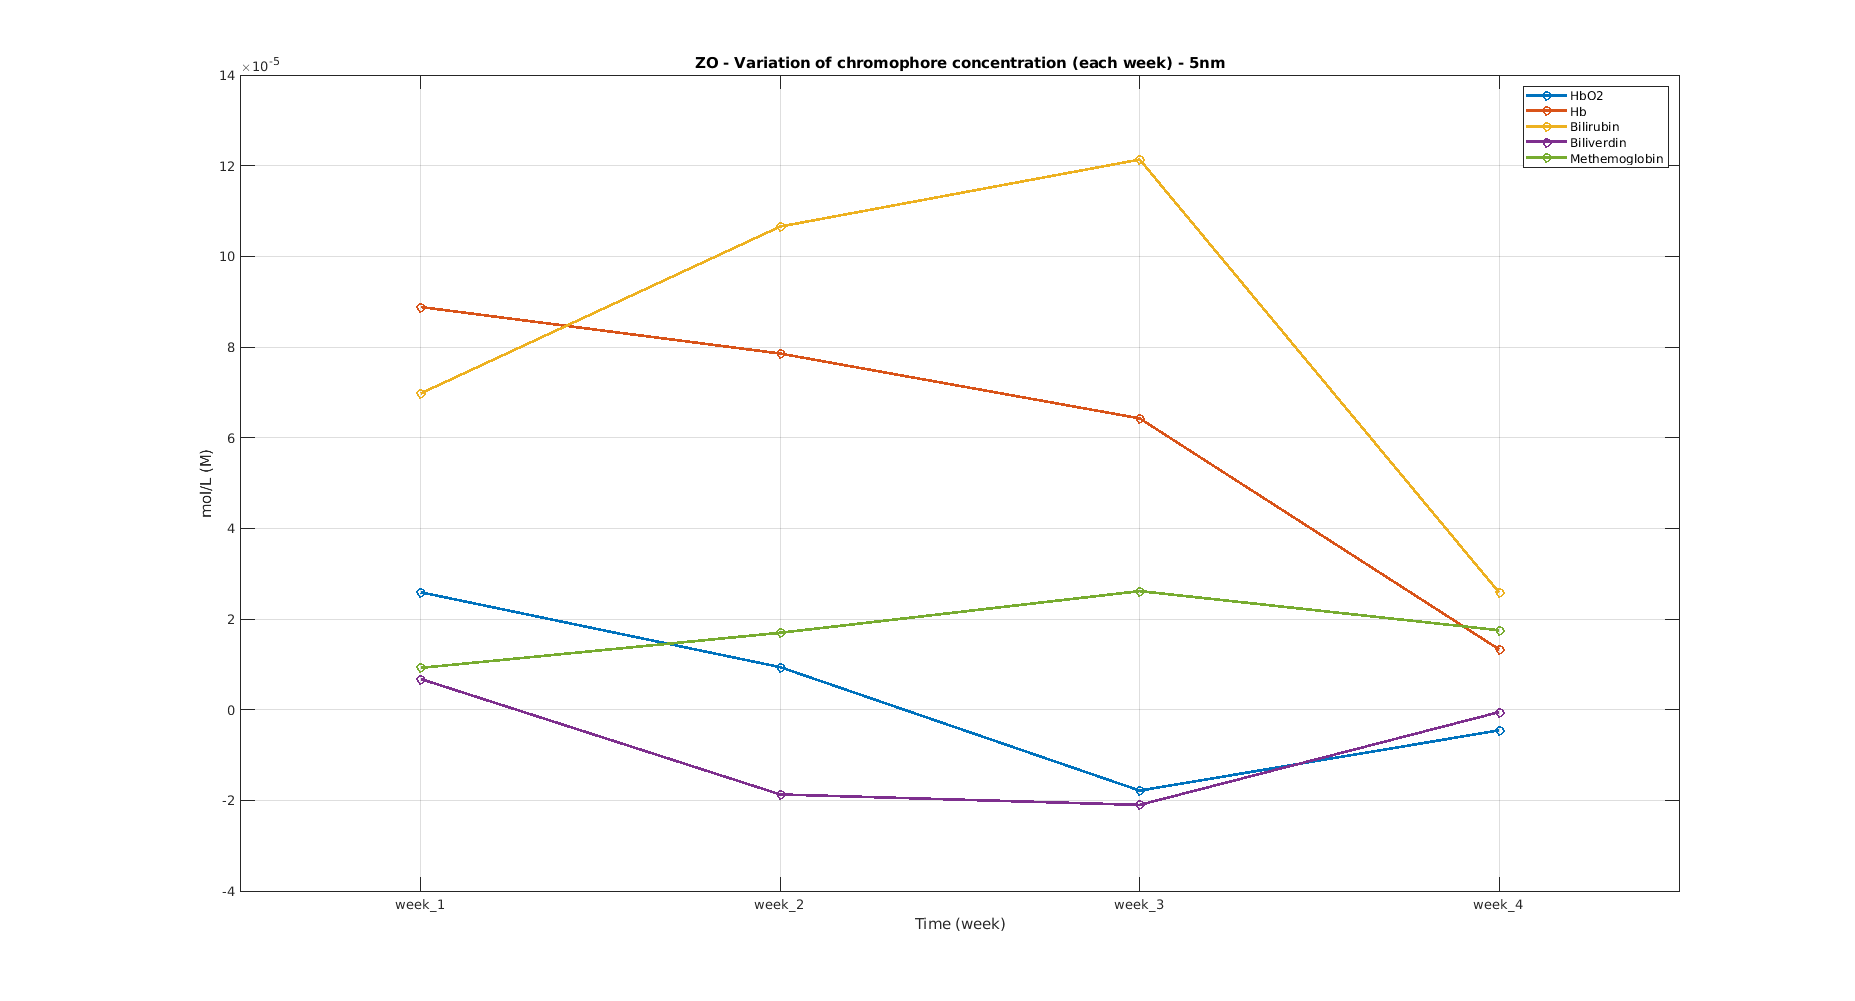 ZO - Variation of chromophore concentration (each week) - 5nm
×10-5
14
12
10
8
6
4
2
0
-2
-4
mol/L (M)
week_1
week_2
week_3
week_4
Time (week)
HbO2
Hb
Bilirubin
Biliverdin
Methemoglobin